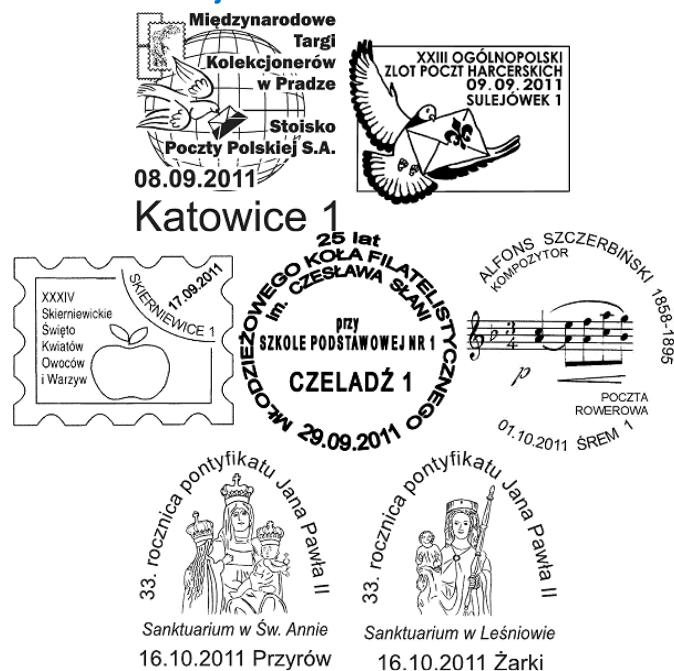 Międzynarodowe
Targi
Kolekcjonerów
w Pradze
Stoisko
Poczty Polskiej S.A.
08.09.2011
Katowice 1
XXIII OGÓLNOPOLSKI
ZLOT POCZT HARCERSKICH
09.09.2011
SULEJÓWEK 1
XXXIV
Skierniewickie
Święto
Kwiatów
Owoców
i Warzyw
17.09.2011
SKIERNIEWICE 1
25 lat
MŁODZIEŻOWEGO KOŁA FILATELISTYCZNEGO
im. CZESŁAWA SŁANI
przy
SZKOLE PODSTAWOWEJ NR 1
CZELADŹ 1
29.09.2011
ALFONS SZCZERBIŃSKI 1858-1895
KOMPOZYTOR
3
4
p
POCZTA
ROWEROWA
01.10.2011 ŚREM 1
33. rocznica pontyfikatu Jana Pawła II
Sanktuarium w Św. Annie
16.10.2011 Przyrów
33. rocznica pontyfikatu Jana Pawła II
Sanktuarium w Leśniowie
16.10.2011 Żarki